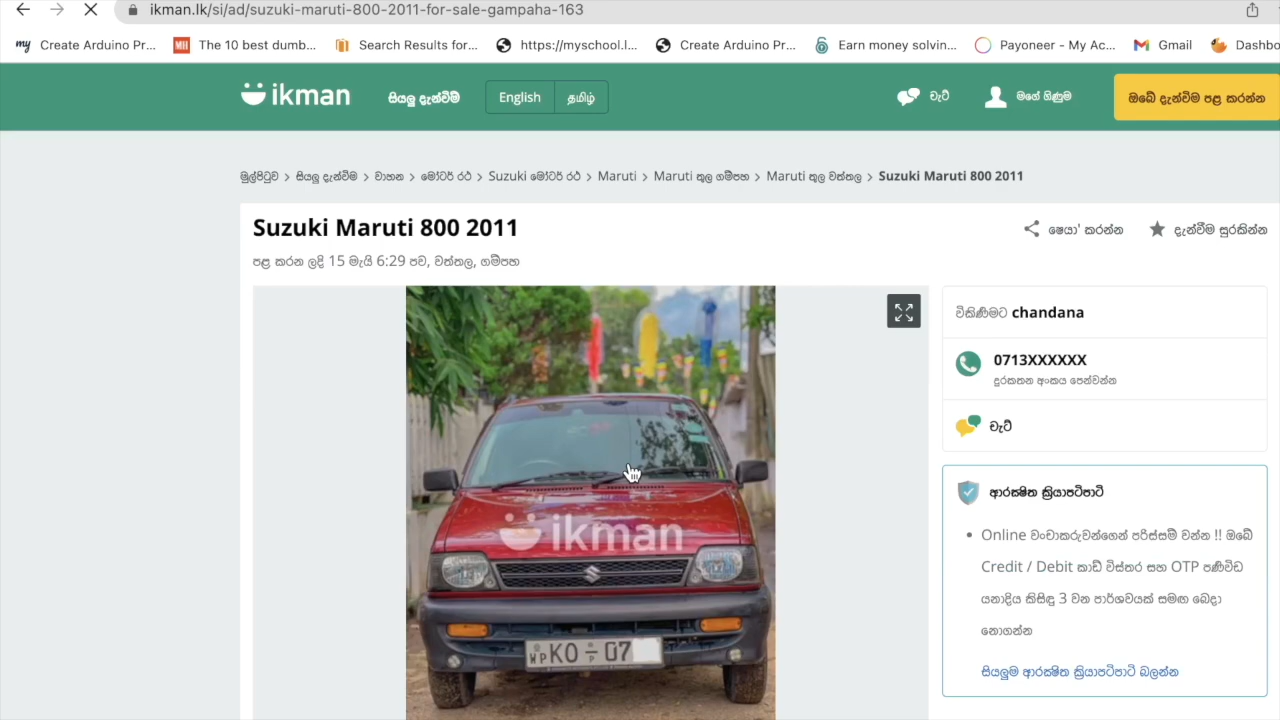 ikman.lk/si/ad/suzuki-maruti-800-2011-for-sale-gampaha-163
Create Arduino Pr...
MH
The 10 best dumb...
Search Results for...
https://myschool.l...
Create Arduino Pr...
Earn money solvin...
Payoneer - My Ac...
Gmail
Dashbo
ikman
සියලු දැන්වීම්
English
தமிழ்
චැට්
මගේ ගිණුම
ඔබේ දැන්වීම පළ කරන්න
මුල්පිටුව > සියලු දැන්වීම් > වාහන > මෝටර් රථ > Suzuki මෝටර් රථ > Maruti > Maruti තුල ගම්පහ > Maruti තුල වත්තල > Suzuki Maruti 800 2011
Suzuki Maruti 800 2011
ෂෙයා' කරන්න
දැන්වීම සුරකින්න
පළ කරන ලදි 15 මැයි 6:29 පව, වත්තල, ගම්පහ
විකිණීමට chandana
0713XXXXXX
දුරකතන අංකය පෙන්වන්න
චැට්
ආරක්ෂිත ක්‍රියාපටිපාටි
• Online වංචාකරුවන්ගෙන් පරිස්සම් වන්න !! ඔබේ
Credit / Debit කාඩ් විස්තර සහ OTP පණිවිඩ
යනාදිය කිසිඳු 3 වන පාර්ශවයක් සමඟ බෙදා
නොගන්න
සියලුම ආරක්ෂිත ක්‍රියාපටිපාටි බලන්න
ikman
WP KO - 07